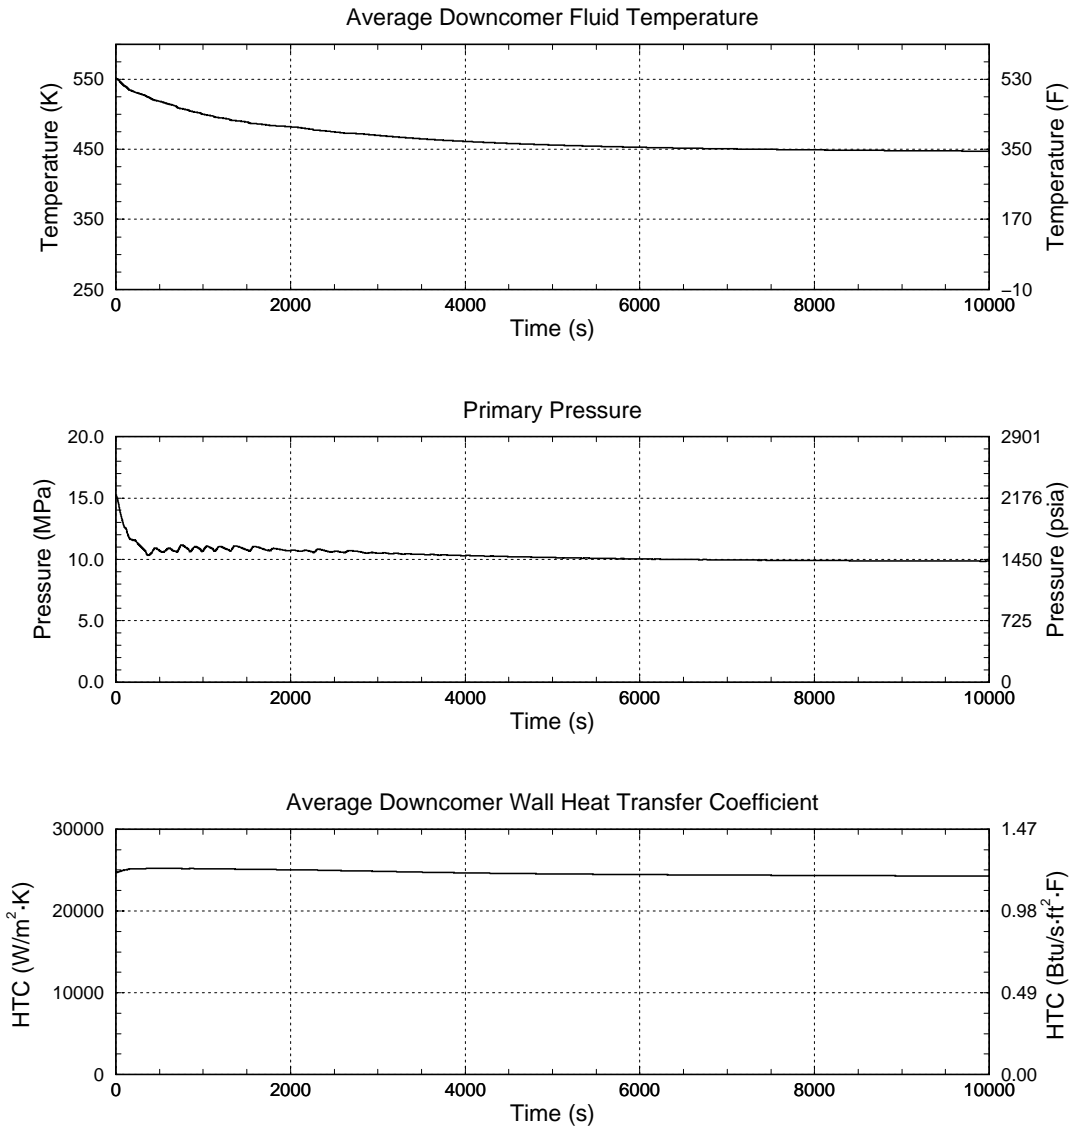 Average Downcomer Fluid Temperature
Temperature (K)
550
450
350
250
530
350
170
–10
Temperature (F)
0 2000 4000 6000 8000 10000
Time (s)
Primary Pressure
Pressure (MPa)
20.0
15.0
10.0
5.0
0.0
2901
2176
1450
725
0
Pressure (psia)
0 2000 4000 6000 8000 10000
Time (s)
Average Downcomer Wall Heat Transfer Coefficient
HTC (W/m²·K)
30000
20000
10000
0
1.47
0.98
0.49
0.00
HTC (Btu/s·ft²·F)
0 2000 4000 6000 8000 10000
Time (s)